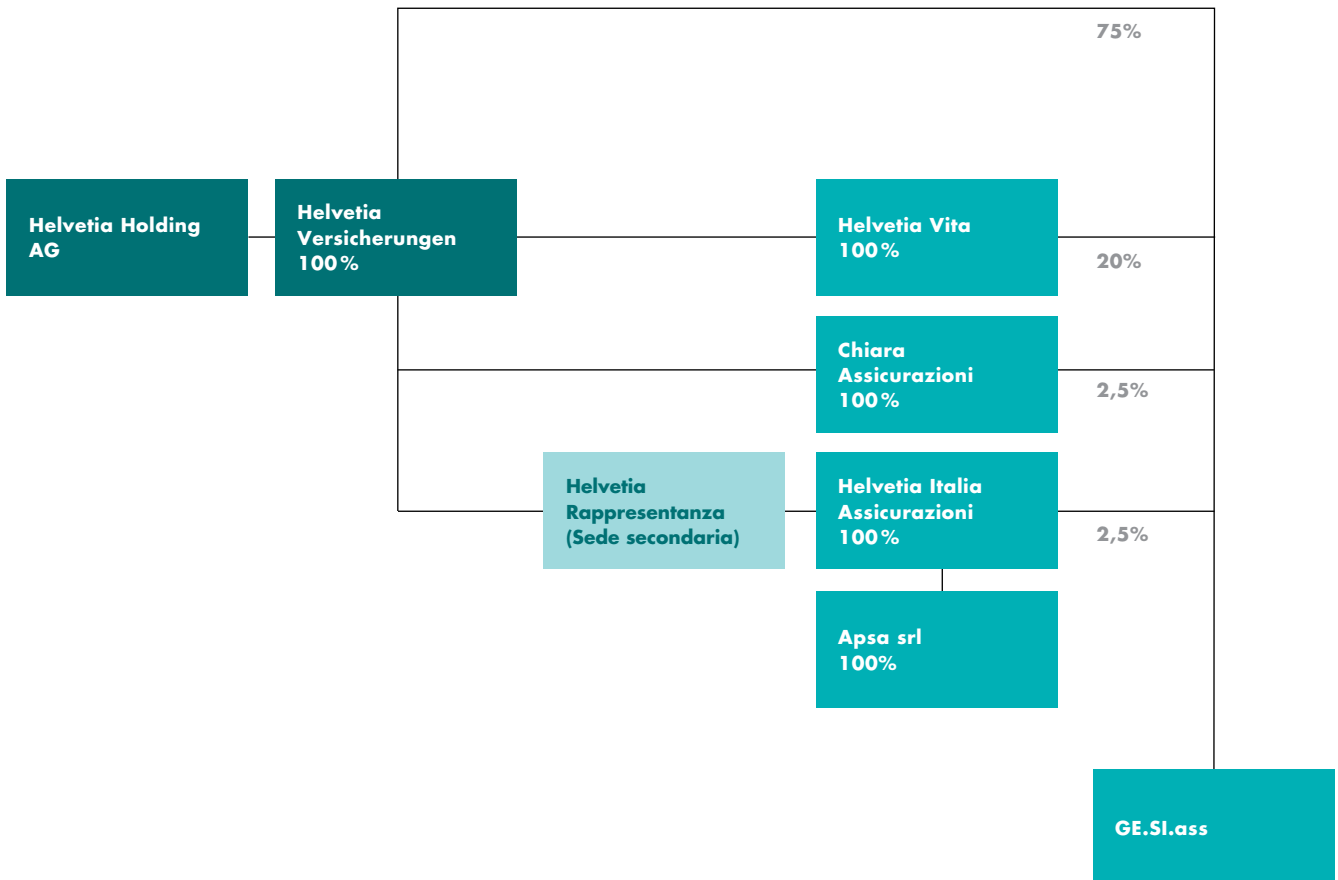 75%
Helvetia Holding
AG
Helvetia
Versicherungen
100%
Helvetia Vita
100%
20%
Chiara
Assicurazioni
100%
2,5%
Helvetia
Rappresentanza
(Sede secondaria)
Helvetia Italia
Assicurazioni
100%
2,5%
Apsa srl
100%
GE.SI.ass